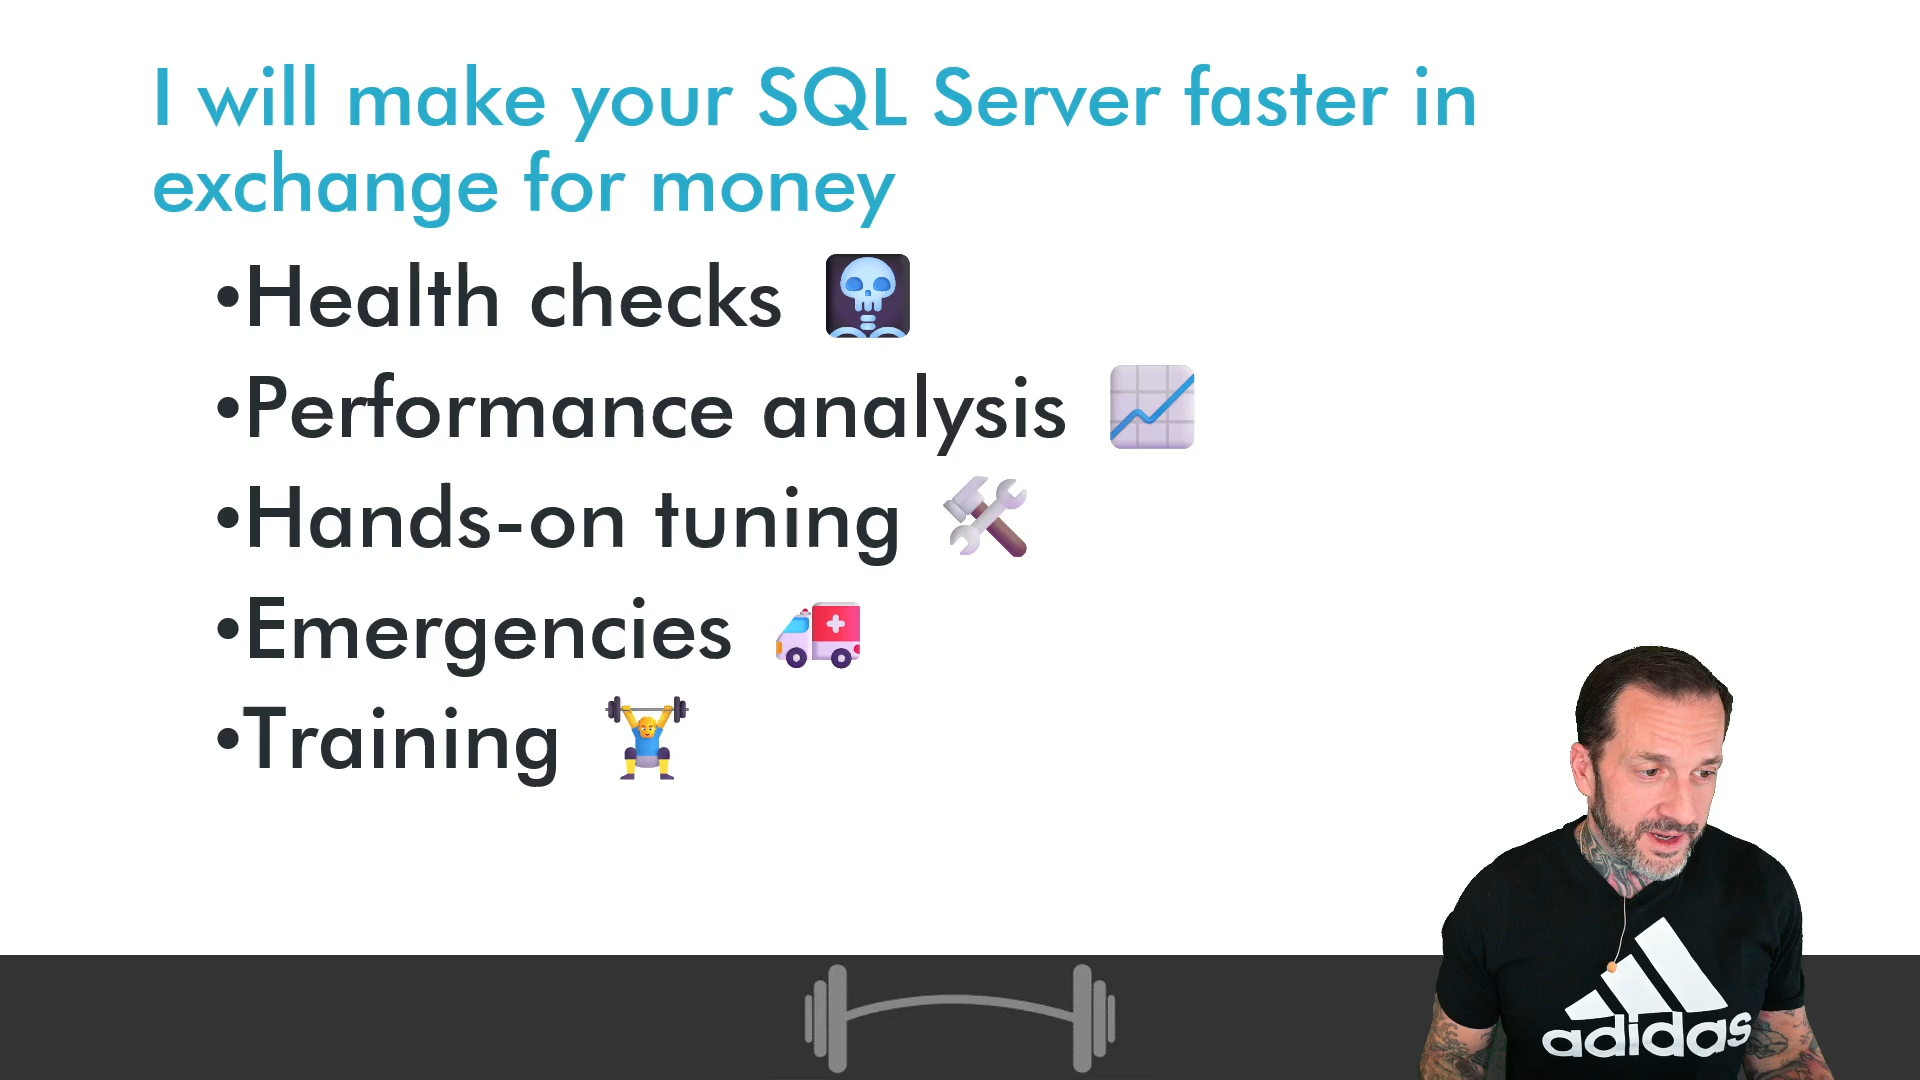 I will make your SQL Server faster in
exchange for money
•Health checks
•Performance analysis
•Hands-on tuning
•Emergencies
•Training
adidas